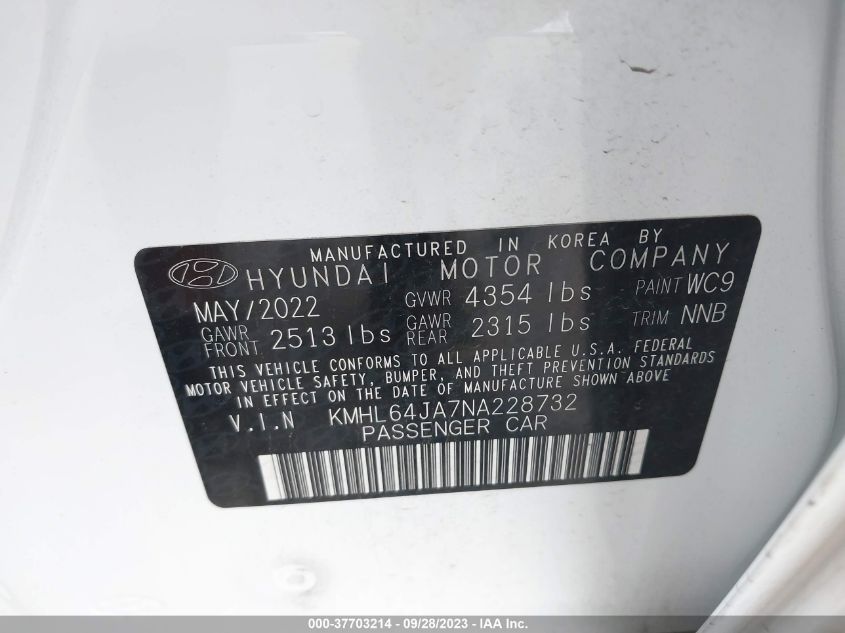 MANUFACTURED IN KOREA BY
HYUNDAI MOTOR COMPANY
MAY/2022 GVWR 4354 lbs PAINT WC9
GAWR FRONT 2513 lbs GAWR REAR 2315 lbs TRIM NNB
THIS VEHICLE CONFORMS TO ALL APPLICABLE U.S.A. FEDERAL
MOTOR VEHICLE SAFETY, BUMPER, AND THEFT PREVENTION STANDARDS
IN EFFECT ON THE DATE OF MANUFACTURE SHOWN ABOVE
V.I.N KMHL64JA7NA228732
PASSENGER CAR
000-37703214 - 09/28/2023 - IAA Inc.